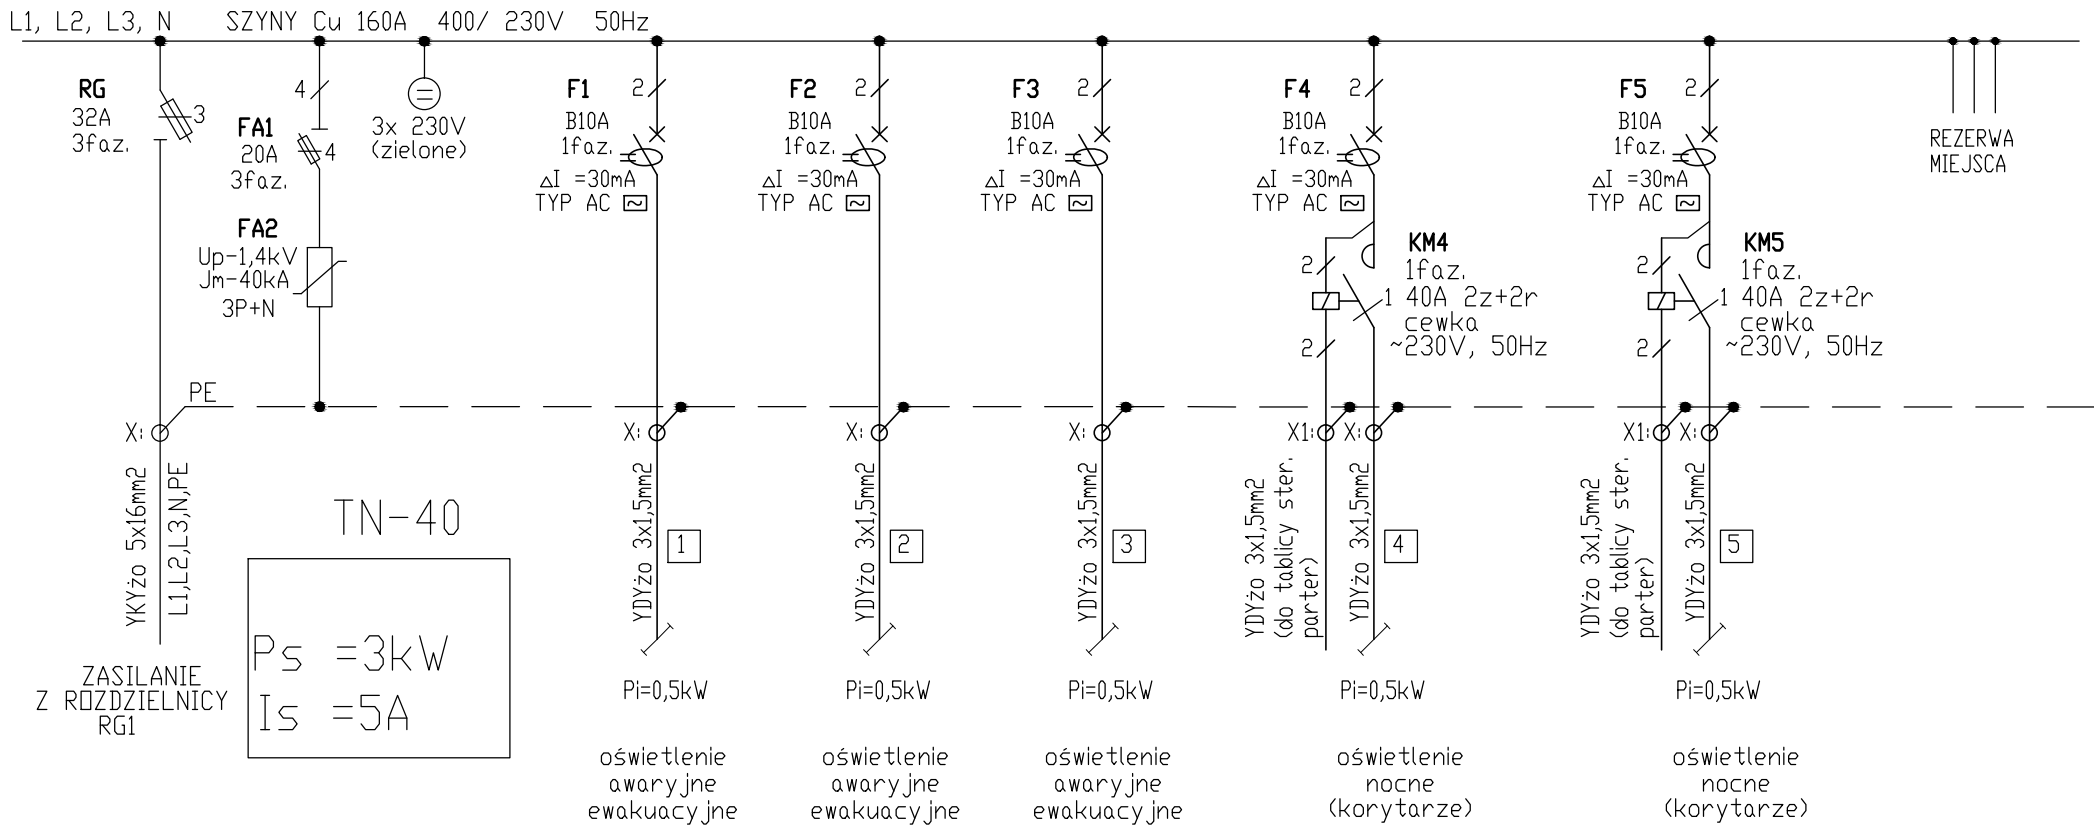 L1, L2, L3, N SZYNY Cu 160A 400/ 230V 50Hz
RG
32A
3faz.
3
4
FA1
20A
3faz.
4
FA2
Up-1,4kV
Jm-40kA
3P+N
3x 230V
(zielone)
F1
2
B10A
1faz.
ΔI =30mA
TYP AC ~
F2
2
B10A
1faz.
ΔI =30mA
TYP AC ~
F3
2
B10A
1faz.
ΔI =30mA
TYP AC ~
F4
2
B10A
1faz.
ΔI =30mA
TYP AC ~
KM4
1faz.
40A 2z+2r
cewka
~230V, 50Hz
2
1
2
F5
2
B10A
1faz.
ΔI =30mA
TYP AC ~
KM5
1faz.
40A 2z+2r
cewka
~230V, 50Hz
2
1
2
REZERWA
MIEJSCA
PE
X:
X:
X:
X:
X1:
X:
X1:
X:
YKYżo 5x16mm2
L1,L2,L3,N,PE
ZASILANIE
Z ROZDZIELNICY
RG1
TN-40
Ps =3kW
Is =5A
YDYżo 3x1,5mm2
1
Pi=0,5kW
oświetlenie
awaryjne
ewakuacyjne
YDYżo 3x1,5mm2
2
Pi=0,5kW
oświetlenie
awaryjne
ewakuacyjne
YDYżo 3x1,5mm2
3
Pi=0,5kW
oświetlenie
awaryjne
ewakuacyjne
YDYżo 3x1,5mm2
(do tablicy ster.
parter)
YDYżo 3x1,5mm2
4
Pi=0,5kW
oświetlenie
nocne
(korytarze)
YDYżo 3x1,5mm2
(do tablicy ster.
parter)
YDYżo 3x1,5mm2
5
Pi=0,5kW
oświetlenie
nocne
(korytarze)